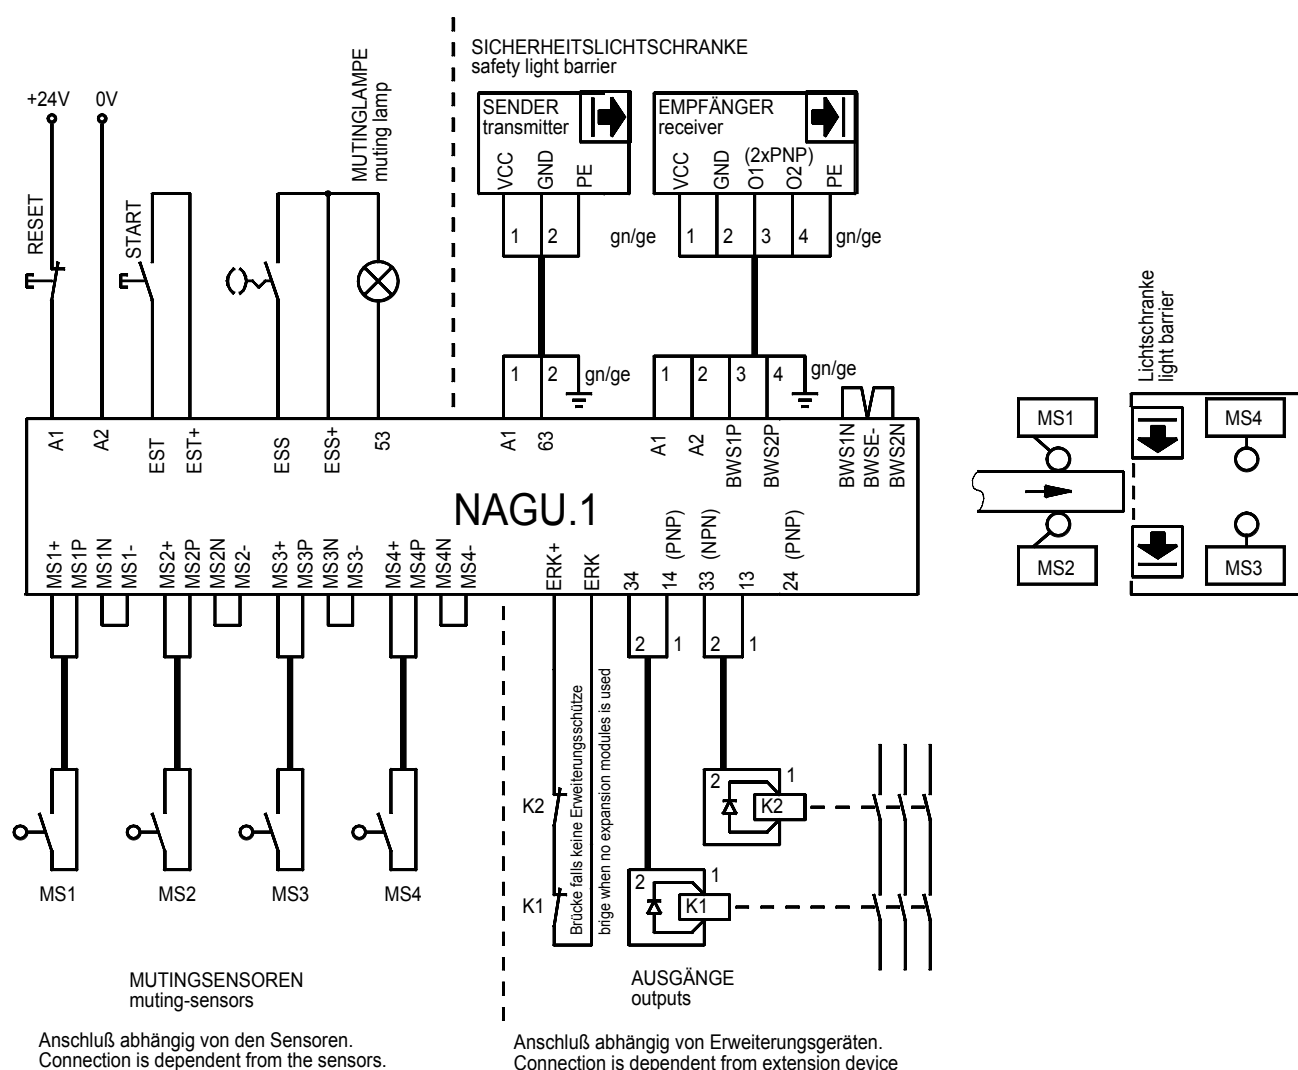 SICHERHEITSLICHTSCHRANKE
safety light barrier
MUTINGLAMPE
muting lamp
+24V
0V
RESET
START
SENDER
transmitter
VCC
GND
PE
1
2
gn/ge
EMPFÄNGER
receiver
(2xPNP)
VCC
GND
O1
O2
PE
1
2
3
4
gn/ge
1
2
gn/ge
1
2
3
4
gn/ge
A1
A2
EST
EST+
ESS
ESS+
53
A1
63
A1
A2
BWS1P
BWS2P
BWS1N
BWSE-
BWS2N
NAGU.1
MS1+
MS1P
MS1N
MS1-
MS2+
MS2P
MS2N
MS2-
MS3+
MS3P
MS3N
MS3-
MS4+
MS4P
MS4N
MS4-
ERK+
ERK
34
14 (PNP)
33 (NPN)
13
24 (PNP)
2
1
2
1
Lichtschranke
light barrier
MS1
MS4
MS2
MS3
K2
K1
Brücke falls keine Erweiterungsschütze
brige when no expansion modules is used
2
1
K2
2
1
K1
MS1
MS2
MS3
MS4
MUTINGSENSOREN
muting-sensors
AUSGÄNGE
outputs
Anschluß abhängig von den Sensoren.
Connection is dependent from the sensors.
Anschluß abhängig von Erweiterungsgeräten.
Connection is dependent from extension device